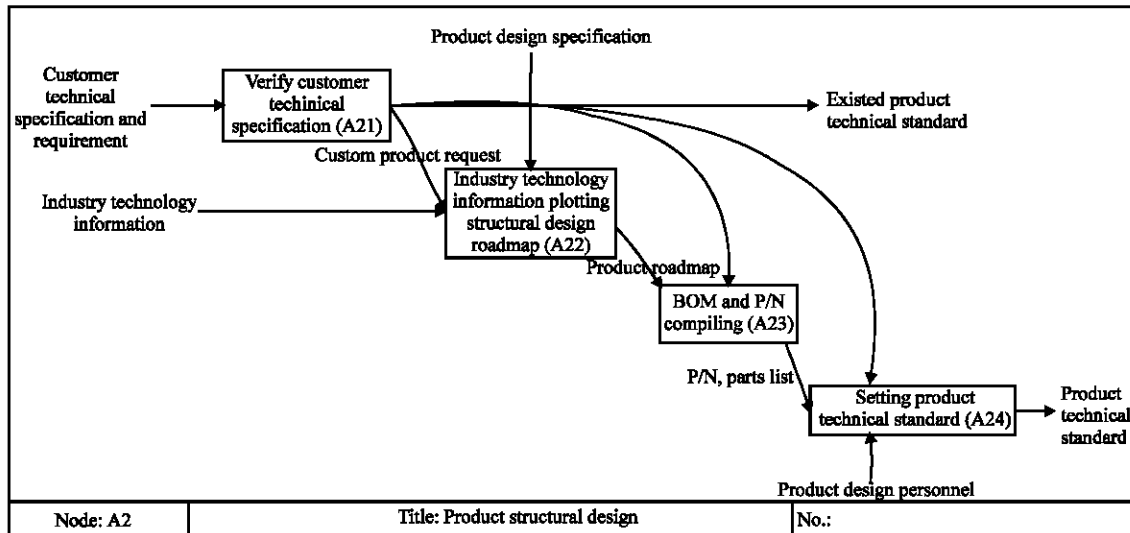 Product design specification
Customer
technical
specification and
requirement
Verify customer
techinical
specification (A21)
Existed product
technical standard
Custom product request
Industry technology
information
Industry technology
information plotting
structural design
roadmap (A22)
Product roadmap
BOM and P/N
compiling (A23)
P/N, parts list
Setting product
technical standard (A24)
Product
technical
standard
Product design personnel
Node: A2
Title: Product structural design
No.: